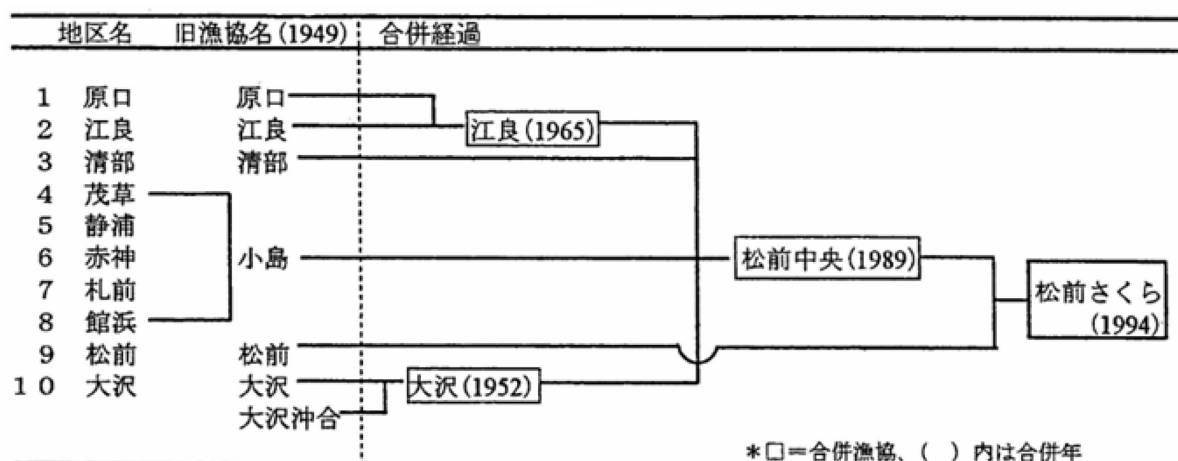 地区名 旧漁協名(1949) 合併経過
1 原口 原口
2 江良 江良 江良(1965)
3 清部 清部
4 茂草
5 静浦
6 赤神 小島 松前中央(1989)
7 札前
8 館浜
松前さくら
(1994)
9 松前 松前
10 大沢 大沢 大沢(1952)
大沢沖合
*□=合併漁協、( )内は合併年